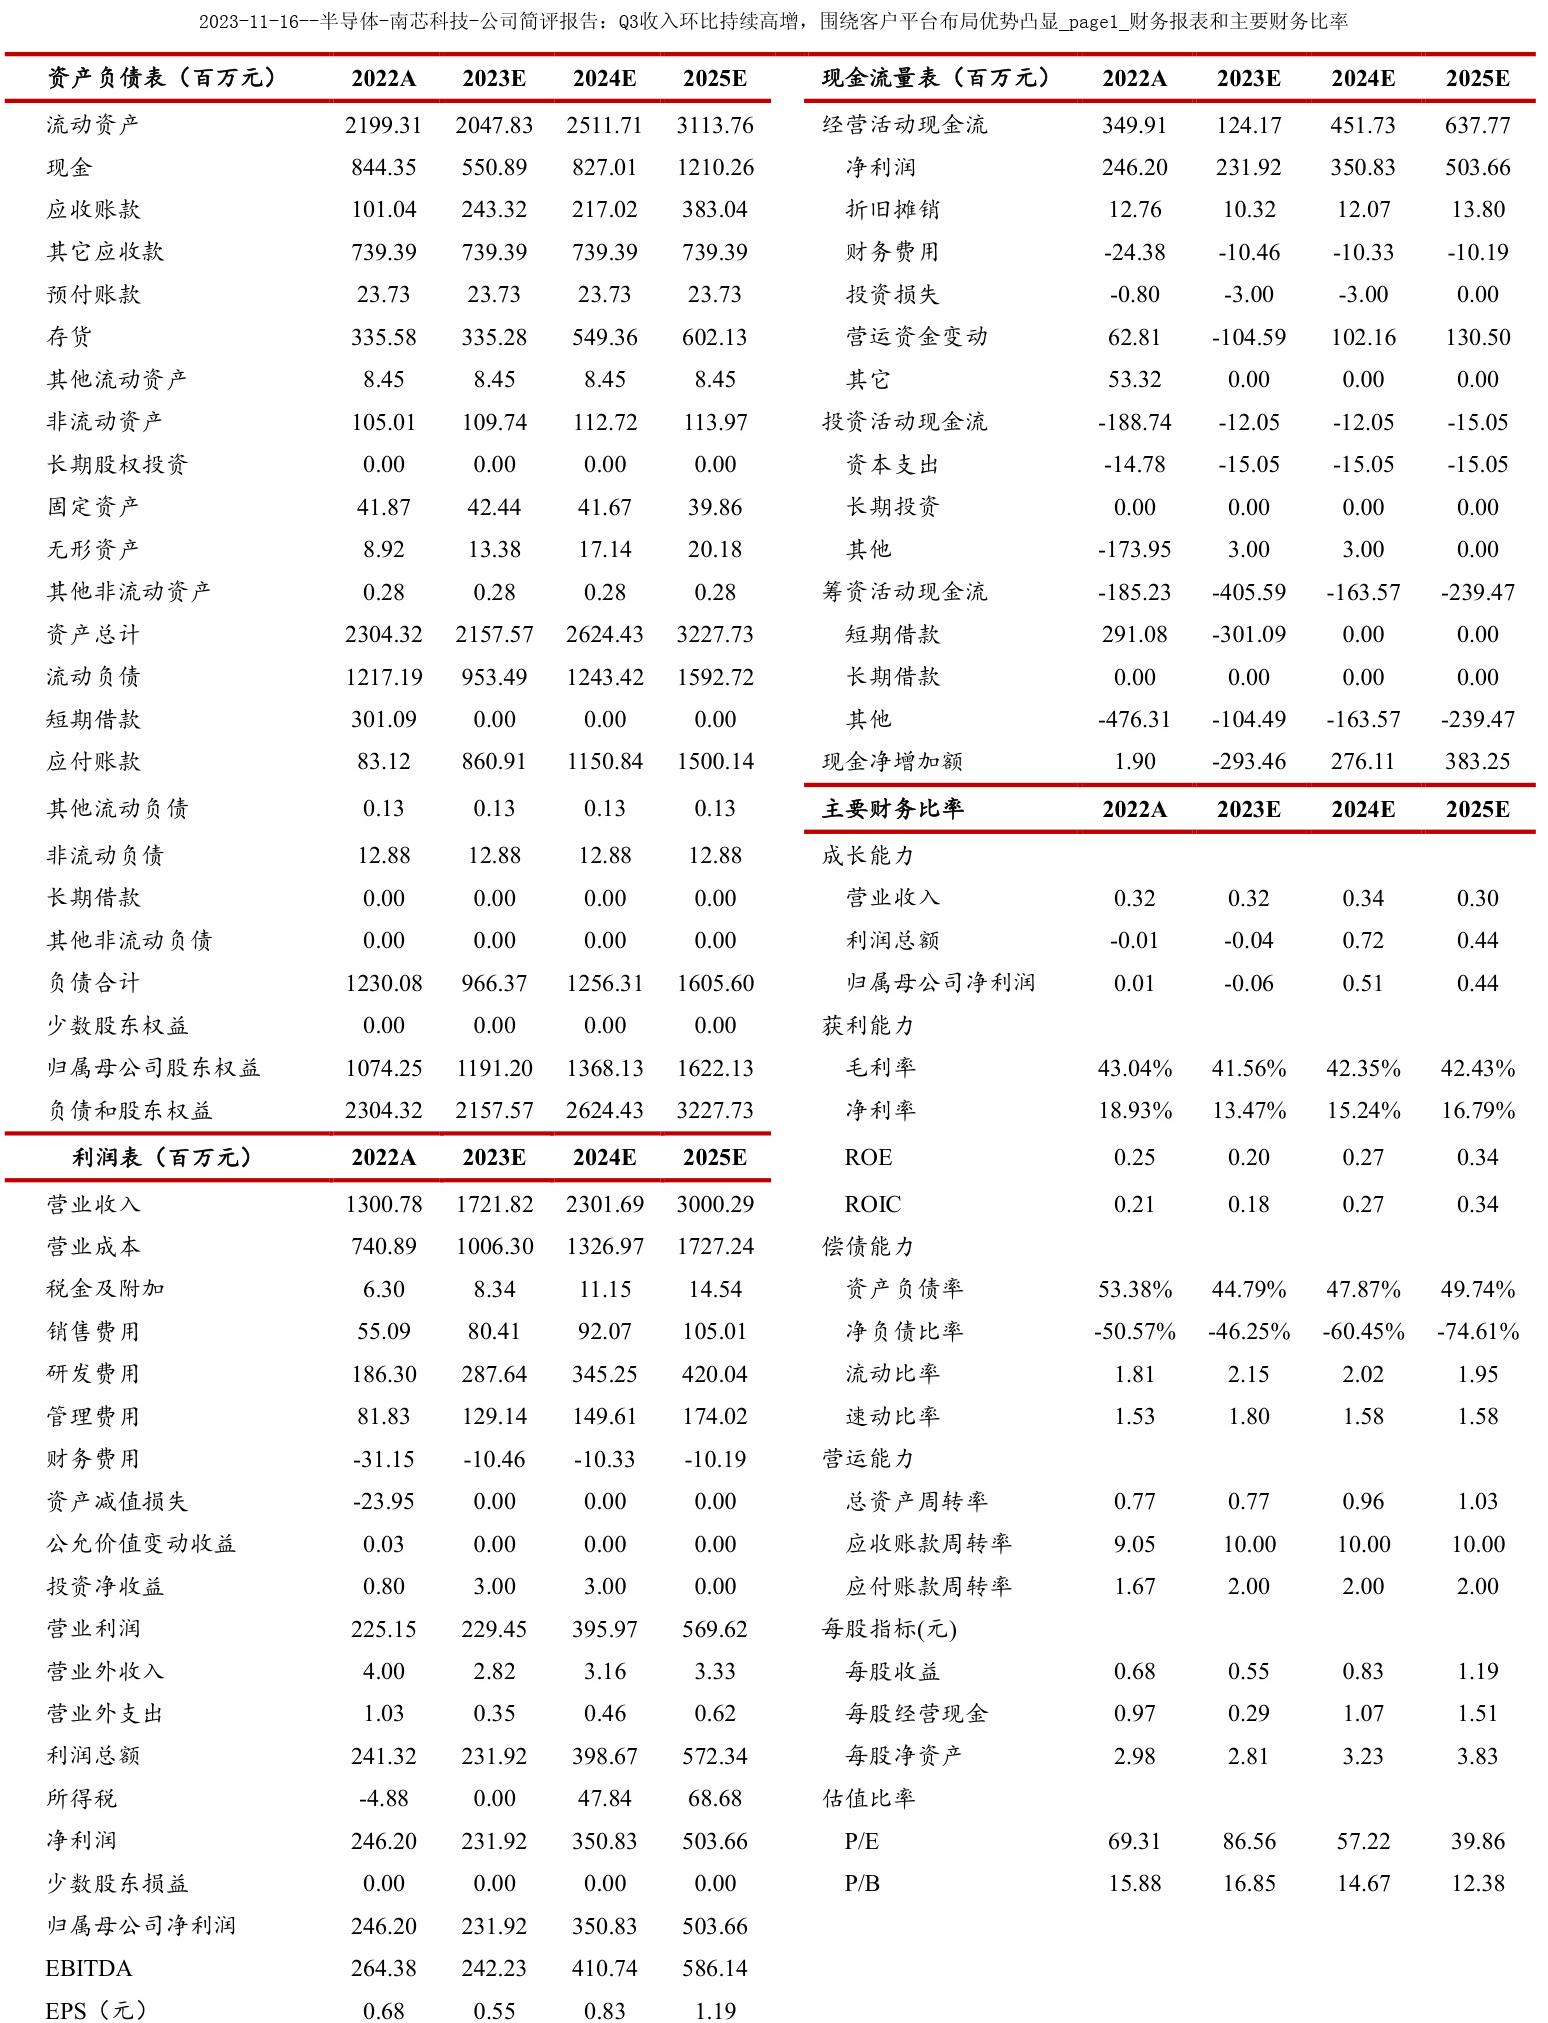 2023-11-16--半导体-南芯科技-公司简评报告：Q3收入环比持续高增，围绕客户平台布局优势凸显_page1_财务报表和主要财务比率
资产负债表（百万元） 2022A 2023E 2024E 2025E
流动资产 2199.31 2047.83 2511.71 3113.76
现金 844.35 550.89 827.01 1210.26
应收账款 101.04 243.32 217.02 383.04
其它应收款 739.39 739.39 739.39 739.39
预付账款 23.73 23.73 23.73 23.73
存货 335.58 335.28 549.36 602.13
其他流动资产 8.45 8.45 8.45 8.45
非流动资产 105.01 109.74 112.72 113.97
长期股权投资 0.00 0.00 0.00 0.00
固定资产 41.87 42.44 41.67 39.86
无形资产 8.92 13.38 17.14 20.18
其他非流动资产 0.28 0.28 0.28 0.28
资产总计 2304.32 2157.57 2624.43 3227.73
流动负债 1217.19 953.49 1243.42 1592.72
短期借款 301.09 0.00 0.00 0.00
应付账款 83.12 860.91 1150.84 1500.14
其他流动负债 0.13 0.13 0.13 0.13
非流动负债 12.88 12.88 12.88 12.88
长期借款 0.00 0.00 0.00 0.00
其他非流动负债 0.00 0.00 0.00 0.00
负债合计 1230.08 966.37 1256.31 1605.60
少数股东权益 0.00 0.00 0.00 0.00
归属母公司股东权益 1074.25 1191.20 1368.13 1622.13
负债和股东权益 2304.32 2157.57 2624.43 3227.73
利润表（百万元） 2022A 2023E 2024E 2025E
营业收入 1300.78 1721.82 2301.69 3000.29
营业成本 740.89 1006.30 1326.97 1727.24
税金及附加 6.30 8.34 11.15 14.54
销售费用 55.09 80.41 92.07 105.01
研发费用 186.30 287.64 345.25 420.04
管理费用 81.83 129.14 149.61 174.02
财务费用 -31.15 -10.46 -10.33 -10.19
资产减值损失 -23.95 0.00 0.00 0.00
公允价值变动收益 0.03 0.00 0.00 0.00
投资净收益 0.80 3.00 3.00 0.00
营业利润 225.15 229.45 395.97 569.62
营业外收入 4.00 2.82 3.16 3.33
营业外支出 1.03 0.35 0.46 0.62
利润总额 241.32 231.92 398.67 572.34
所得税 -4.88 0.00 47.84 68.68
净利润 246.20 231.92 350.83 503.66
少数股东损益 0.00 0.00 0.00 0.00
归属母公司净利润 246.20 231.92 350.83 503.66
EBITDA 264.38 242.23 410.74 586.14
EPS（元） 0.68 0.55 0.83 1.19
现金流量表（百万元） 2022A 2023E 2024E 2025E
经营活动现金流 349.91 124.17 451.73 637.77
净利润 246.20 231.92 350.83 503.66
折旧摊销 12.76 10.32 12.07 13.80
财务费用 -24.38 -10.46 -10.33 -10.19
投资损失 -0.80 -3.00 -3.00 0.00
营运资金变动 62.81 -104.59 102.16 130.50
其它 53.32 0.00 0.00 0.00
投资活动现金流 -188.74 -12.05 -12.05 -15.05
资本支出 -14.78 -15.05 -15.05 -15.05
长期投资 0.00 0.00 0.00 0.00
其他 -173.95 3.00 3.00 0.00
筹资活动现金流 -185.23 -405.59 -163.57 -239.47
短期借款 291.08 -301.09 0.00 0.00
长期借款 0.00 0.00 0.00 0.00
其他 -476.31 -104.49 -163.57 -239.47
现金净增加额 1.90 -293.46 276.11 383.25
主要财务比率 2022A 2023E 2024E 2025E
成长能力
营业收入 0.32 0.32 0.34 0.30
利润总额 -0.01 -0.04 0.72 0.44
归属母公司净利润 0.01 -0.06 0.51 0.44
获利能力
毛利率 43.04% 41.56% 42.35% 42.43%
净利率 18.93% 13.47% 15.24% 16.79%
ROE 0.25 0.20 0.27 0.34
ROIC 0.21 0.18 0.27 0.34
偿债能力
资产负债率 53.38% 44.79% 47.87% 49.74%
净负债比率 -50.57% -46.25% -60.45% -74.61%
流动比率 1.81 2.15 2.02 1.95
速动比率 1.53 1.80 1.58 1.58
营运能力
总资产周转率 0.77 0.77 0.96 1.03
应收账款周转率 9.05 10.00 10.00 10.00
应付账款周转率 1.67 2.00 2.00 2.00
每股指标(元)
每股收益 0.68 0.55 0.83 1.19
每股经营现金 0.97 0.29 1.07 1.51
每股净资产 2.98 2.81 3.23 3.83
估值比率
P/E 69.31 86.56 57.22 39.86
P/B 15.88 16.85 14.67 12.38